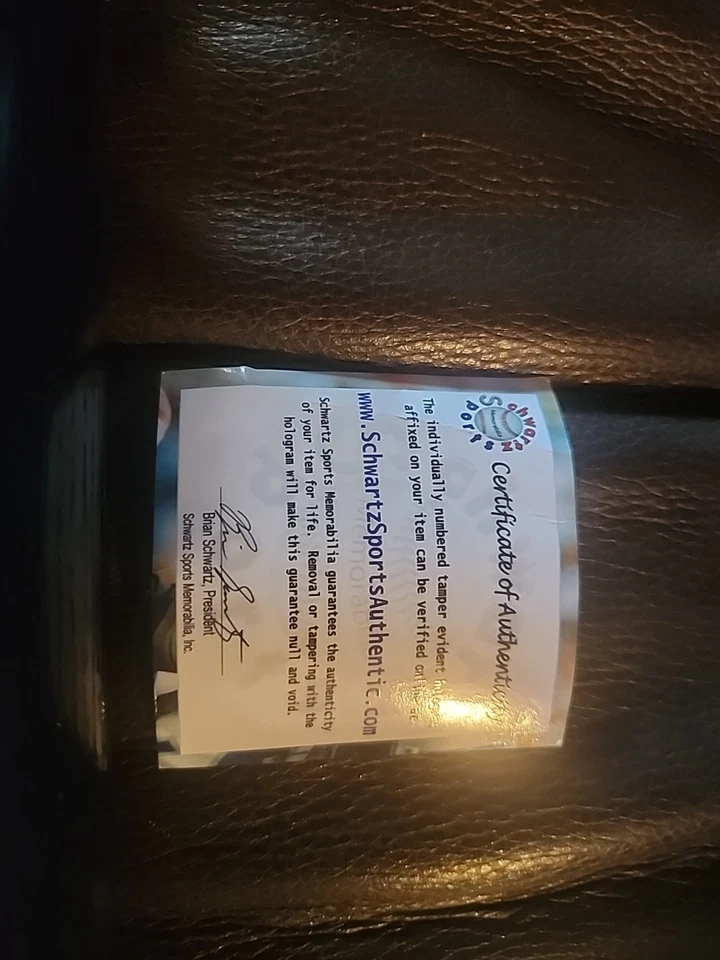 Schwartz Sports
Memorabilia
Certificate of Authenticity
The individually numbered tamper evident
affixed on your item can be verified
www.SchwartzSportsAuthentic.com
Schwartz Sports Memorabilia guarantees the authenticity
of your item for life. Removal or tampering with the
hologram will make this guarantee null and void.
Brian Schwartz, President
Schwartz Sports Memorabilia, Inc.